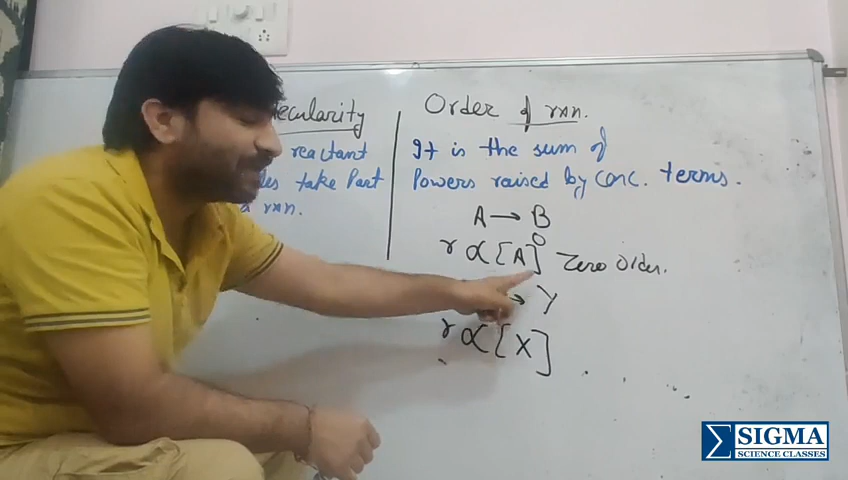 ecularity
reactant
les take Part
rxn.
Order of rxn.
It is the sum of
Powers raised by Conc. terms.
A → B
r ∝ [A]⁰ Zero Order.
→ Y
r ∝ [X]
SIGMA
SCIENCE CLASSES